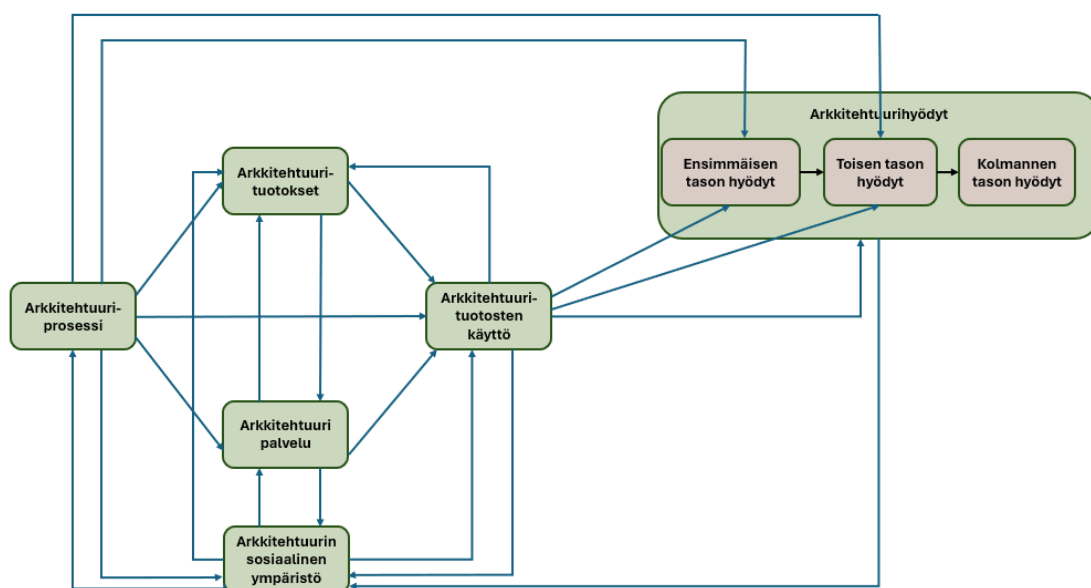 Arkkitehtuurihyödyt
Ensimmäisen
tason hyödyt
Toisen tason
hyödyt
Kolmannen
tason hyödyt
Arkkitehtuuri-
tuotokset
Arkkitehtuuri-
prosessi
Arkkitehtuuri-
tuotosten
käyttö
Arkkitehtuuri
palvelu
Arkkitehtuurin
sosiaalinen
ympäristö